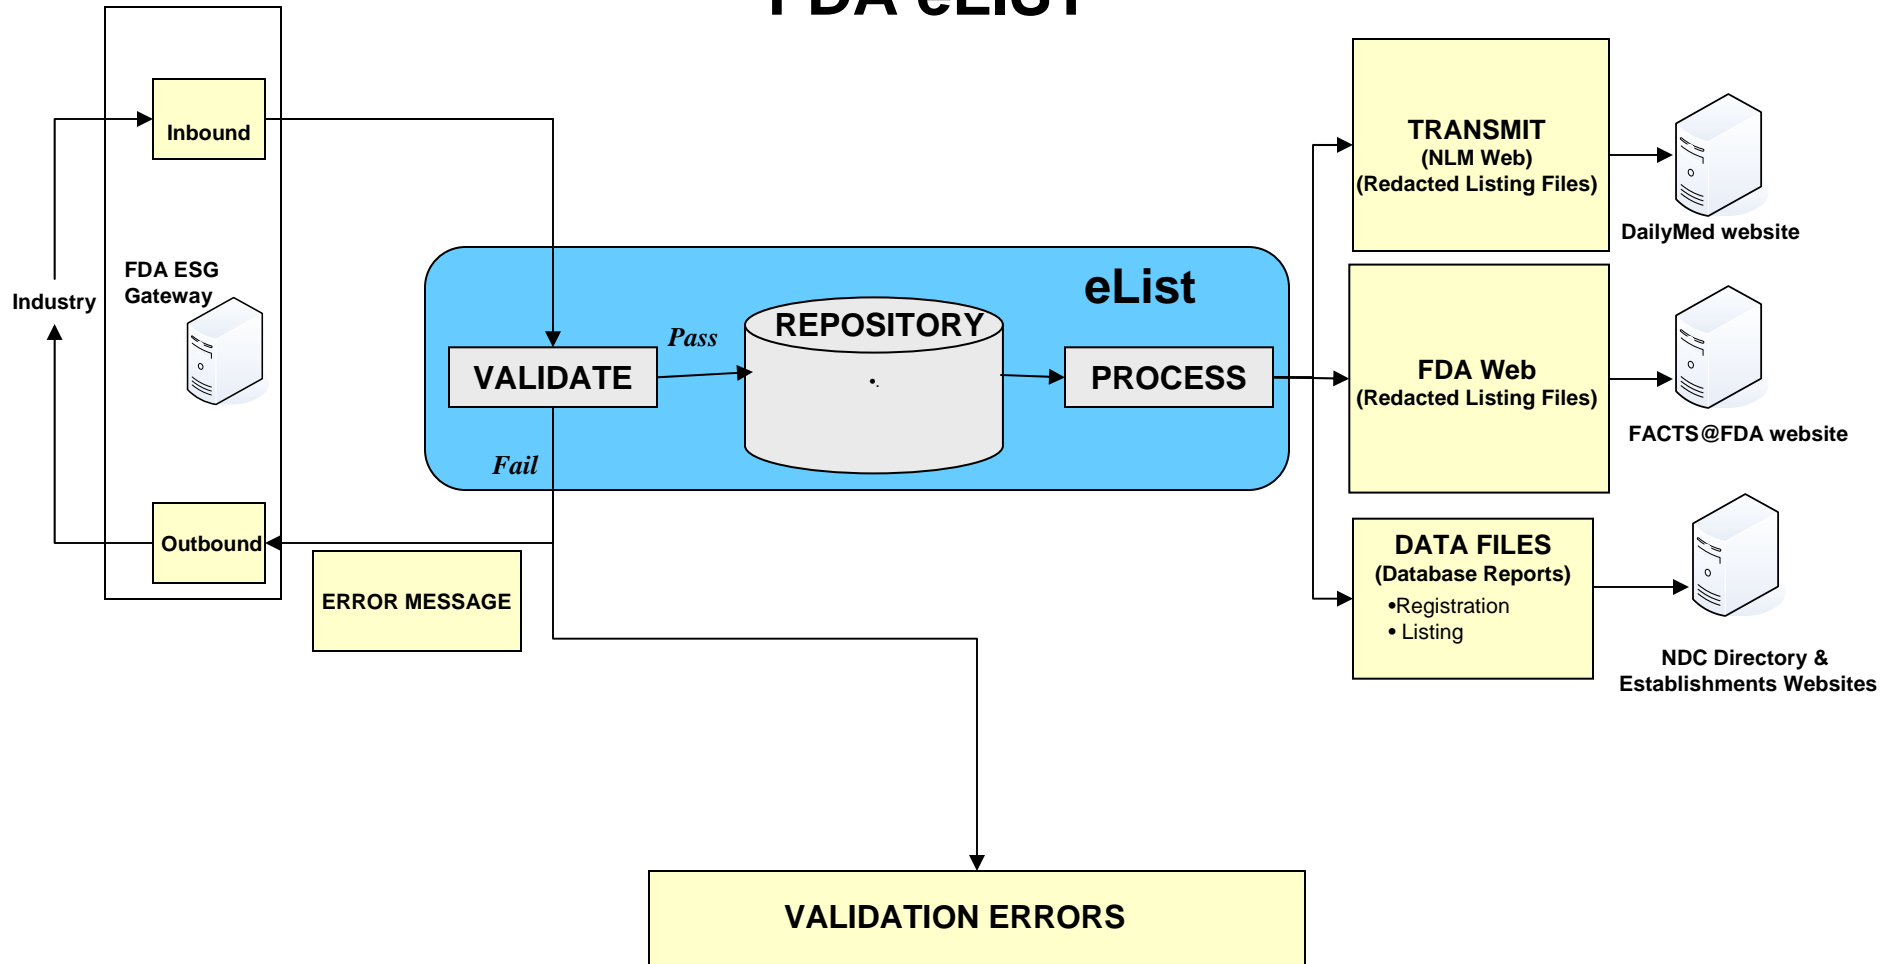 FDA eLIST
Inbound
FDA ESG
Gateway
Industry
Outbound
ERROR MESSAGE
eList
VALIDATE
Pass
Fail
REPOSITORY
•.
PROCESS
TRANSMIT
(NLM Web)
(Redacted Listing Files)
DailyMed website
FDA Web
(Redacted Listing Files)
FACTS@FDA website
DATA FILES
(Database Reports)
•Registration
• Listing
NDC Directory &
Establishments Websites
VALIDATION ERRORS